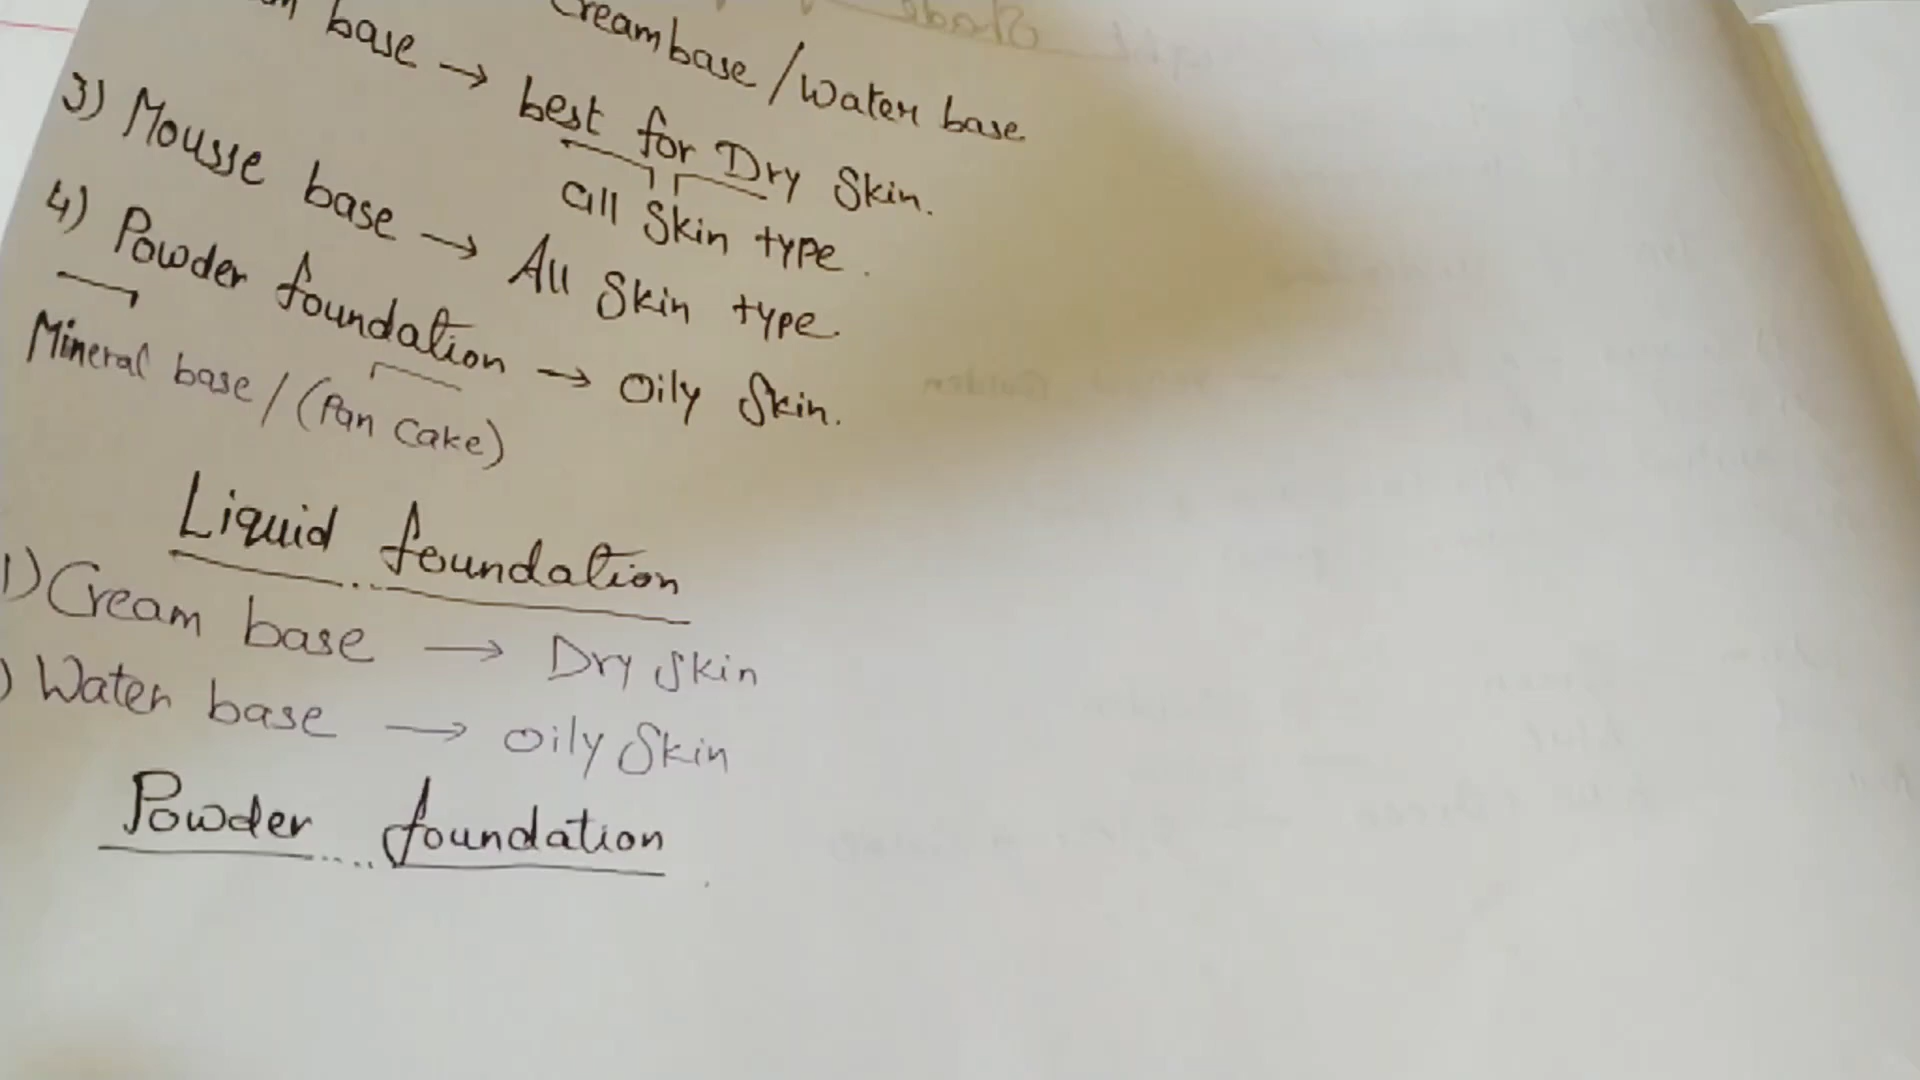 Cream base / Water base
base → best for Dry Skin.
all Skin type.
3) Mousse base → All Skin type.
4) Powder foundation → Oily Skin.
Mineral base / (Pan Cake)
Liquid foundation
1) Cream base → Dry Skin
) Water base → Oily Skin
Powder foundation